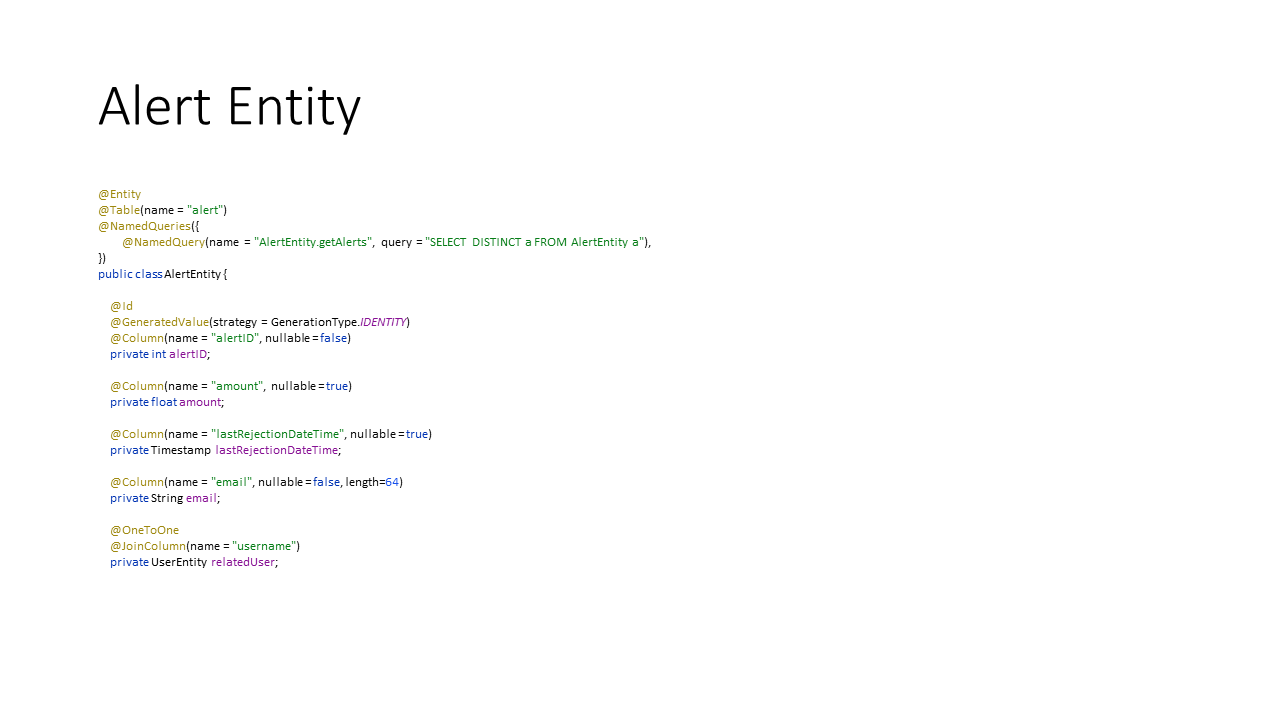 Alert Entity
@Entity
@Table(name = "alert")
@NamedQueries({
@NamedQuery(name = "AlertEntity.getAlerts", query = "SELECT DISTINCT a FROM AlertEntity a"),
})
public class AlertEntity {
@Id
@GeneratedValue(strategy = GenerationType.IDENTITY)
@Column(name = "alertID", nullable=false)
private int alertID;
@Column(name = "amount", nullable=true)
private float amount;
@Column(name = "lastRejectionDateTime", nullable=true)
private Timestamp lastRejectionDateTime;
@Column(name = "email", nullable=false, length=64)
private String email;
@OneToOne
@JoinColumn(name = "username")
private UserEntity relatedUser;